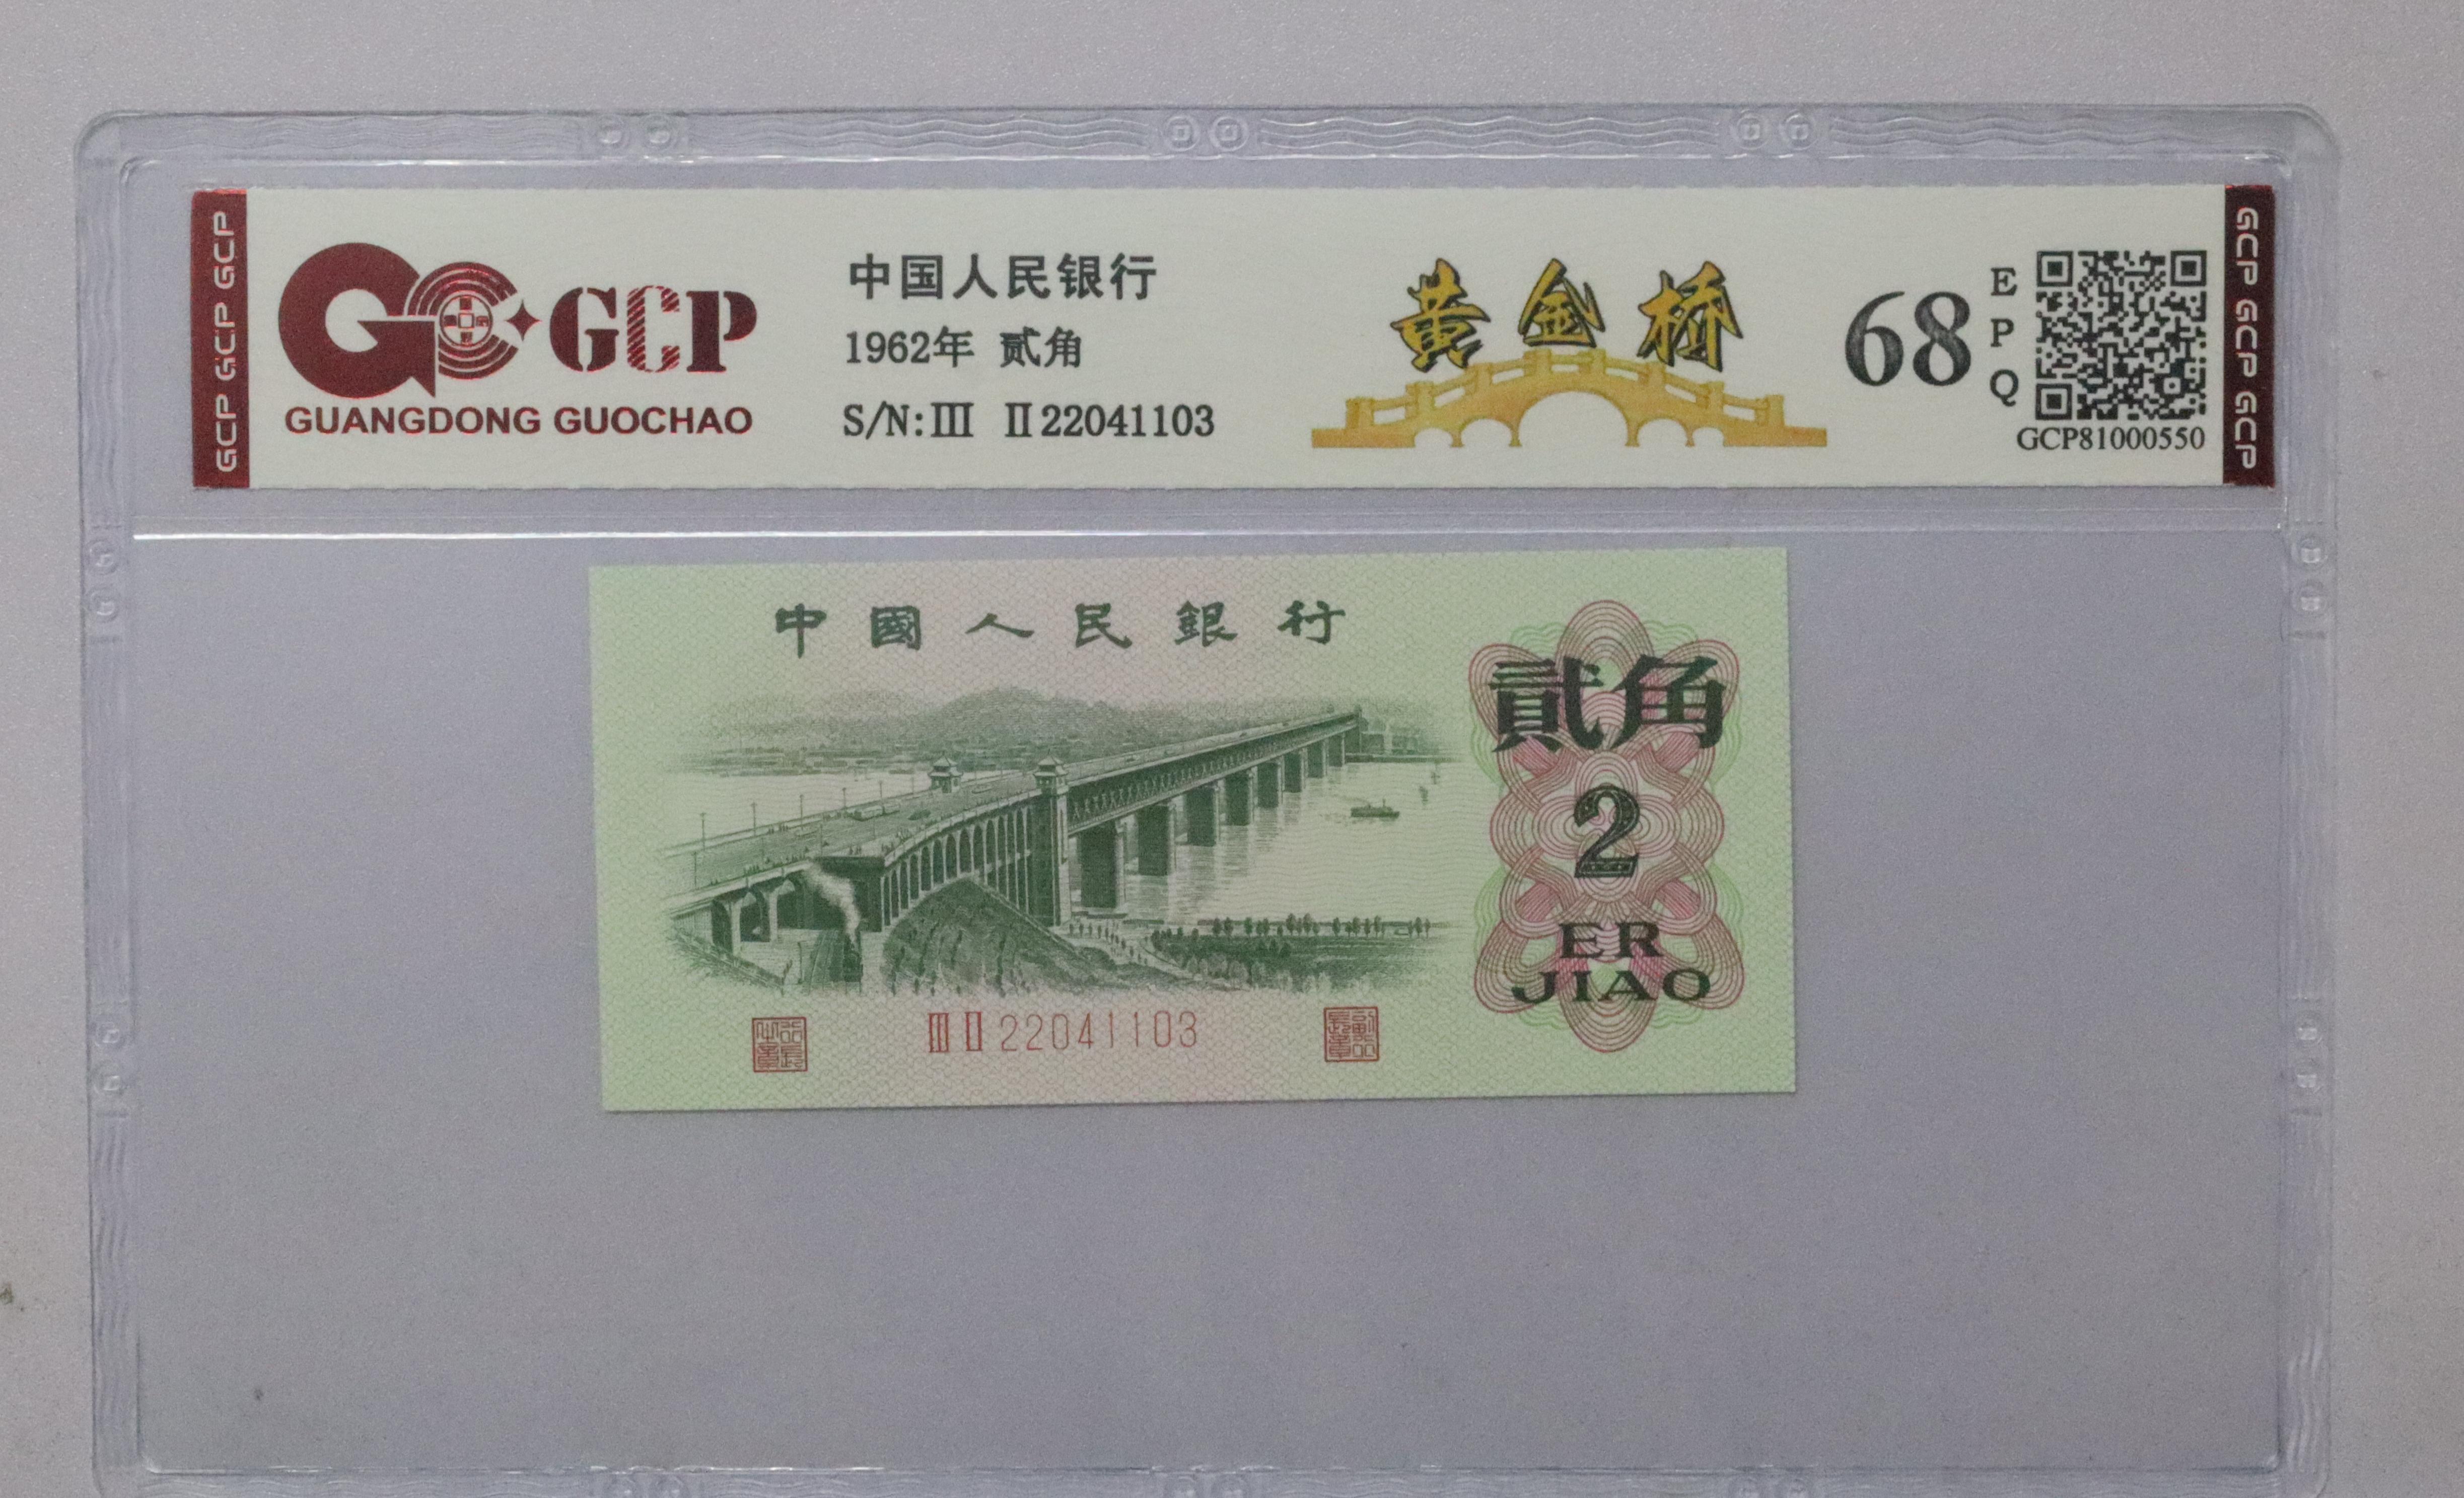 GCP GCP GCP
GCP
GUANGDONG GUOCHAO
中国人民银行
1962年 贰角
S/N:Ⅲ Ⅱ22041103
黄金桥
68
EPQ
GCP81000550
GCP GCP GCP
中國人民銀行
貳角
2
ER
JIAO
Ⅲ Ⅱ 22041103